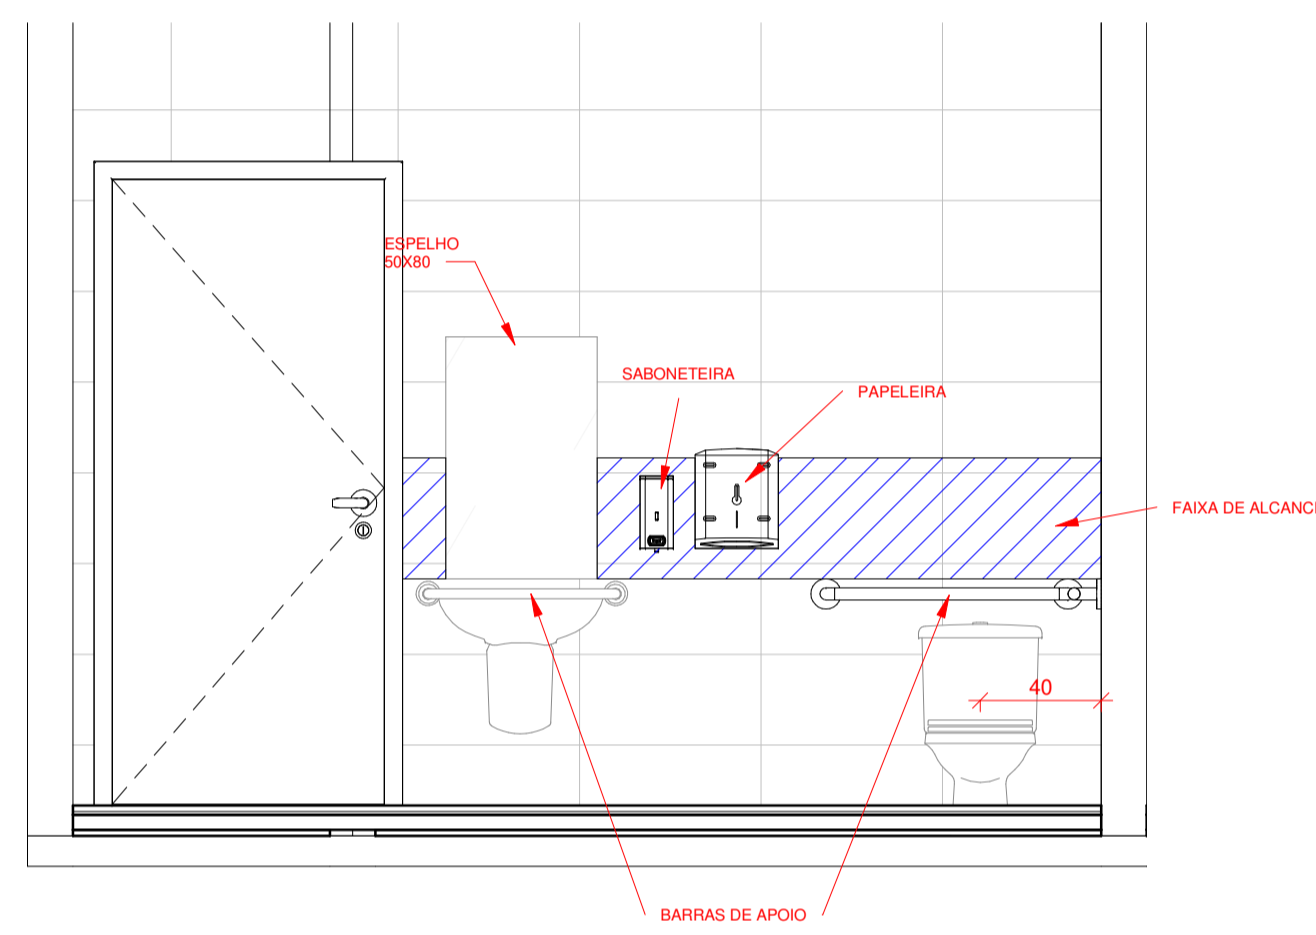 ESPELHO
50X80
SABONETEIRA
PAPELEIRA
FAIXA DE ALCANC
40
BARRAS DE APOIO